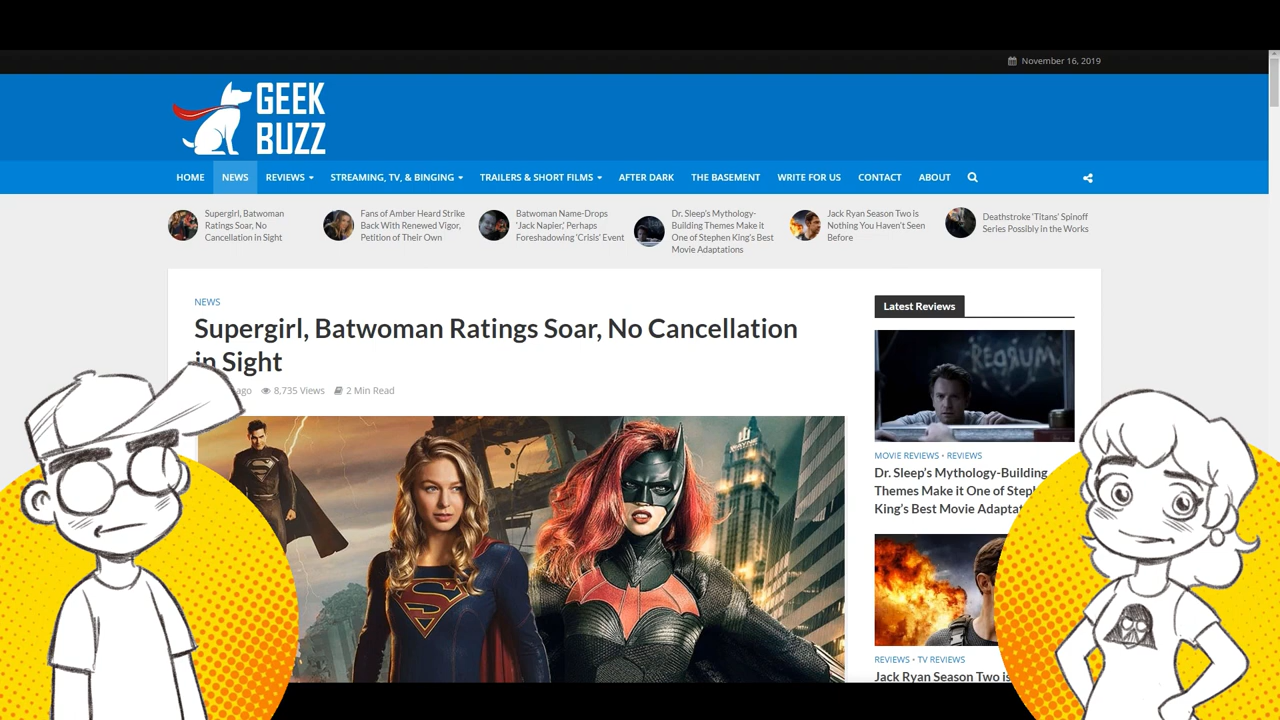 November 16, 2019
GEEK
BUZZ
HOME NEWS REVIEWS STREAMING, TV, & BINGING TRAILERS & SHORT FILMS AFTER DARK THE BASEMENT WRITE FOR US CONTACT ABOUT
Supergirl, Batwoman
Ratings Soar, No
Cancellation in Sight
Fans of Amber Heard Strike
Back With Renewed Vigor,
Petition of Their Own
Batwoman Name-Drops
'Jack Napier,' Perhaps
Foreshadowing 'Crisis' Event
Dr. Sleep's Mythology-
Building Themes Make it
One of Stephen King's Best
Movie Adaptations
Jack Ryan Season Two is
Nothing You Haven't Seen
Before
Deathstroke 'Titans' Spinoff
Series Possibly in the Works
NEWS
Supergirl, Batwoman Ratings Soar, No Cancellation
in Sight
ago 8,735 Views 2 Min Read
WAYNE
Latest Reviews
REDRUM
MOVIE REVIEWS • REVIEWS
Dr. Sleep's Mythology-Building
Themes Make it One of Steph
King's Best Movie Adaptat
REVIEWS • TV REVIEWS
Jack Ryan Season Two is